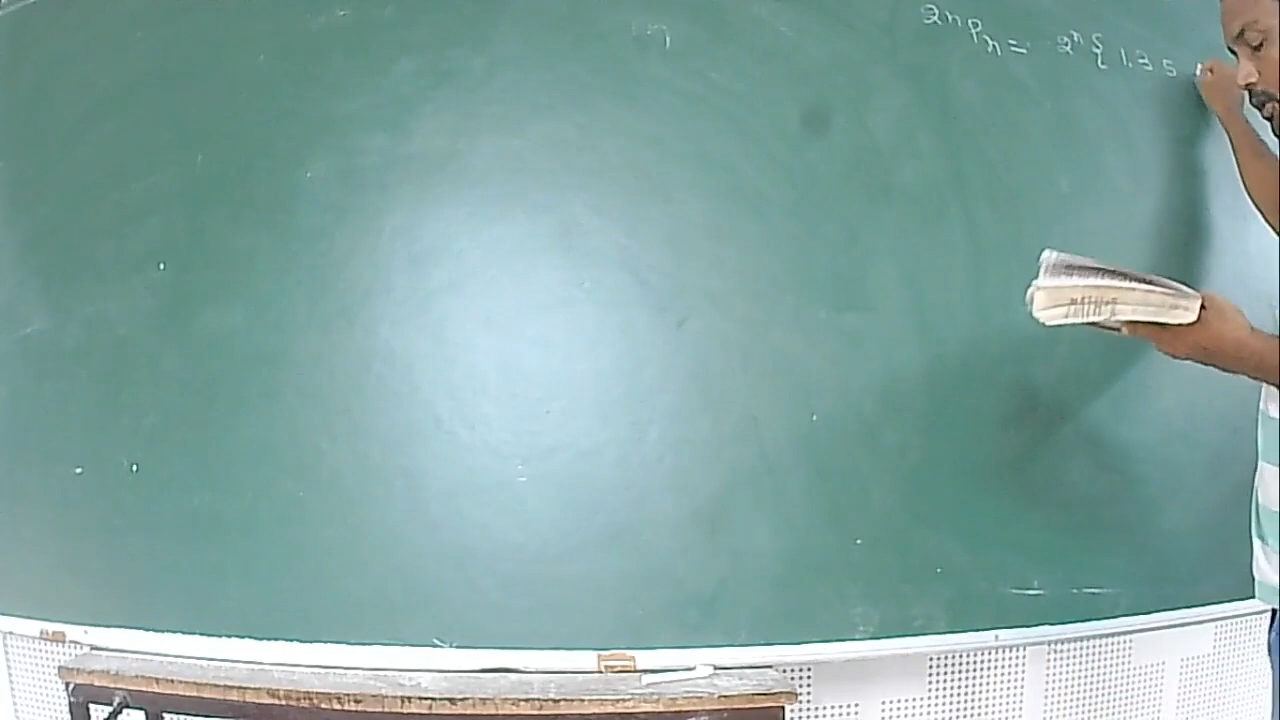 ²ⁿPₙ = 2ⁿ { 1.3 5